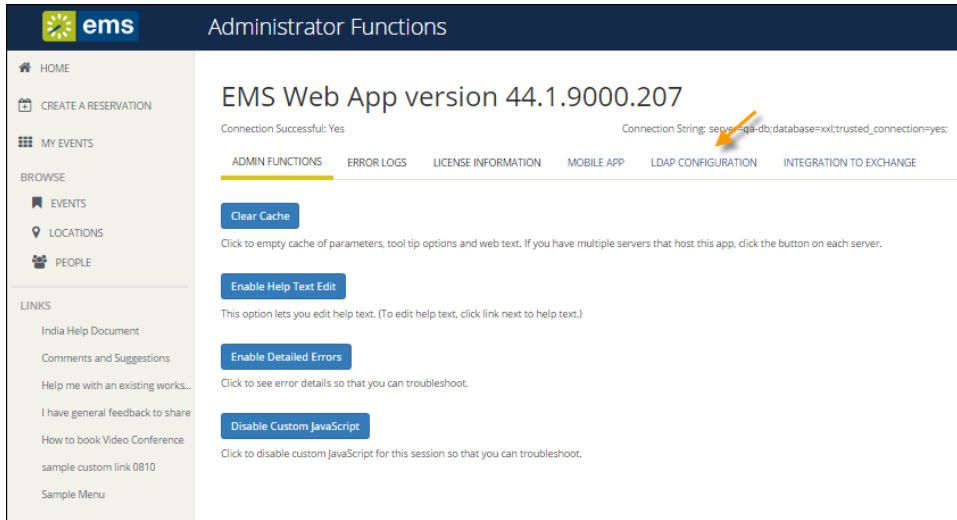 ems
Administrator Functions
HOME
CREATE A RESERVATION
MY EVENTS
BROWSE
EVENTS
LOCATIONS
PEOPLE
LINKS
India Help Document
Comments and Suggestions
Help me with an existing works...
I have general feedback to share
How to book Video Conference
sample custom link 0810
Sample Menu
EMS Web App version 44.1.9000.207
Connection Successful: Yes
Connection String: server=qa-db;database=xxl;trusted_connection=yes;
ADMIN FUNCTIONS ERROR LOGS LICENSE INFORMATION MOBILE APP LDAP CONFIGURATION INTEGRATION TO EXCHANGE
Clear Cache
Click to empty cache of parameters, tool tip options and web text. If you have multiple servers that host this app, click the button on each server.
Enable Help Text Edit
This option lets you edit help text. (To edit help text, click link next to help text.)
Enable Detailed Errors
Click to see error details so that you can troubleshoot.
Disable Custom JavaScript
Click to disable custom JavaScript for this session so that you can troubleshoot.